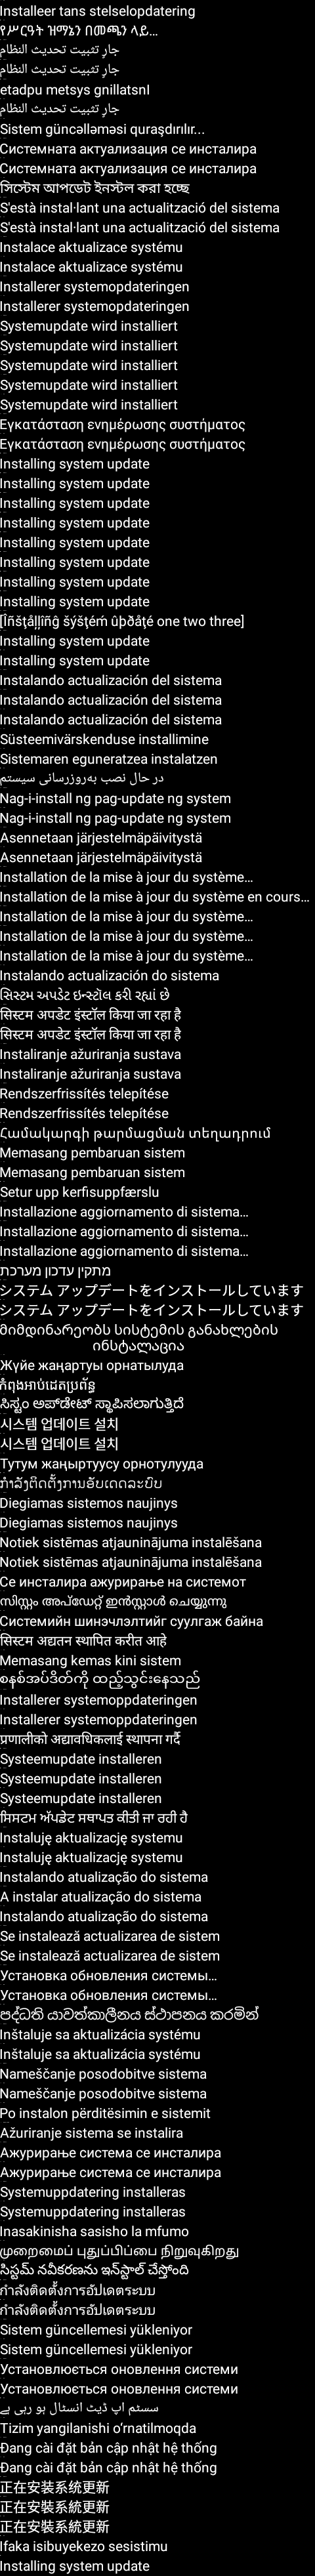 Installeer tans stelselopdatering
የሥርዓት ዝማኔን በመጫን ላይ…
جارٍ تثبيت تحديث النظام
جارٍ تثبيت تحديث النظام
etadpu metsys gnillatsnI
جارٍ تثبيت تحديث النظام
Sistem güncəlləməsi quraşdırılır...
Системната актуализация се инсталира
Системната актуализация се инсталира
সিস্টেম আপডেট ইনস্টল করা হচ্ছে
S'està instal·lant una actualització del sistema
S'està instal·lant una actualització del sistema
Instalace aktualizace systému
Instalace aktualizace systému
Installerer systemopdateringen
Installerer systemopdateringen
Systemupdate wird installiert
Systemupdate wird installiert
Systemupdate wird installiert
Systemupdate wird installiert
Systemupdate wird installiert
Εγκατάσταση ενημέρωσης συστήματος
Εγκατάσταση ενημέρωσης συστήματος
Installing system update
Installing system update
Installing system update
Installing system update
Installing system update
Installing system update
Installing system update
Installing system update
[Îñšţåļļîñĝ šýšţéɱ ûþðåţé one two three]
Installing system update
Installing system update
Instalando actualización del sistema
Instalando actualización del sistema
Instalando actualización del sistema
Süsteemivärskenduse installimine
Sistemaren eguneratzea instalatzen
در حال نصب به‌روزرسانی سیستم
Nag-i-install ng pag-update ng system
Nag-i-install ng pag-update ng system
Asennetaan järjestelmäpäivitystä
Asennetaan järjestelmäpäivitystä
Installation de la mise à jour du système…
Installation de la mise à jour du système en cours…
Installation de la mise à jour du système…
Installation de la mise à jour du système…
Installation de la mise à jour du système…
Instalando actualización do sistema
સિસ્ટમ અપડેટ ઇન્સ્ટૉલ કરી રહ્યાં છે
सिस्टम अपडेट इंस्टॉल किया जा रहा है
सिस्टम अपडेट इंस्टॉल किया जा रहा है
Instaliranje ažuriranja sustava
Instaliranje ažuriranja sustava
Rendszerfrissítés telepítése
Rendszerfrissítés telepítése
Համակարգի թարմացման տեղադրում
Memasang pembaruan sistem
Memasang pembaruan sistem
Setur upp kerfisuppfærslu
Installazione aggiornamento di sistema…
Installazione aggiornamento di sistema…
Installazione aggiornamento di sistema…
מתקין עדכון מערכת
システム アップデートをインストールしています
システム アップデートをインストールしています
მიმდინარეობს სისტემის განახლების
ინსტალაცია
Жүйе жаңартуы орнатылуда
កំពុងអាប់ដេតប្រព័ន្ធ
ಸಿಸ್ಟಂ ಅಪ್‌ಡೇಟ್‌ ಸ್ಥಾಪಿಸಲಾಗುತ್ತಿದೆ
시스템 업데이트 설치
시스템 업데이트 설치
Тутум жаңыртуусу орнотулууда
ກຳລັງຕິດຕັ້ງການອັບເດດລະບົບ
Diegiamas sistemos naujinys
Diegiamas sistemos naujinys
Notiek sistēmas atjauninājuma instalēšana
Notiek sistēmas atjauninājuma instalēšana
Се инсталира ажурирање на системот
സിസ്റ്റം അപ്‌ഡേറ്റ് ഇൻസ്റ്റാൾ ചെയ്യുന്നു
Системийн шинэчлэлтийг суулгаж байна
सिस्टम अद्यतन स्थापित करीत आहे
Memasang kemas kini sistem
စနစ်အပ်ဒိတ်ကို ထည့်သွင်းနေသည်
Installerer systemoppdateringen
Installerer systemoppdateringen
प्रणालीको अद्यावधिकलाई स्थापना गर्दै
Systeemupdate installeren
Systeemupdate installeren
Systeemupdate installeren
ਸਿਸਟਮ ਅੱਪਡੇਟ ਸਥਾਪਤ ਕੀਤੀ ਜਾ ਰਹੀ ਹੈ
Instaluję aktualizację systemu
Instaluję aktualizację systemu
Instalando atualização do sistema
A instalar atualização do sistema
Instalando atualização do sistema
Se instalează actualizarea de sistem
Se instalează actualizarea de sistem
Установка обновления системы…
Установка обновления системы…
පද්ධති යාවත්කාලීනය ස්ථාපනය කරමින්
Inštaluje sa aktualizácia systému
Inštaluje sa aktualizácia systému
Nameščanje posodobitve sistema
Nameščanje posodobitve sistema
Po instalon përditësimin e sistemit
Ažuriranje sistema se instalira
Ажурирање система се инсталира
Ажурирање система се инсталира
Systemuppdatering installeras
Systemuppdatering installeras
Inasakinisha sasisho la mfumo
முறைமைப் புதுப்பிப்பை நிறுவுகிறது
సిస్టమ్ నవీకరణను ఇన్‍స్టాల్ చేస్తోంది
กำลังติดตั้งการอัปเดตระบบ
กำลังติดตั้งการอัปเดตระบบ
Sistem güncellemesi yükleniyor
Sistem güncellemesi yükleniyor
Установлюється оновлення системи
Установлюється оновлення системи
سسٹم اپ ڈیٹ انسٹال ہو رہی ہے
Tizim yangilanishi o‘rnatilmoqda
Đang cài đặt bản cập nhật hệ thống
Đang cài đặt bản cập nhật hệ thống
正在安装系统更新
正在安裝系統更新
正在安裝系統更新
Ifaka isibuyekezo sesistimu
Installing system update